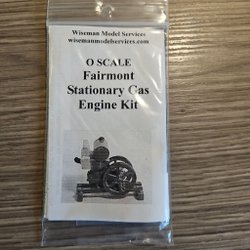 Wiseman Model Services
wisemanmodelservices.com
O SCALE
Fairmont
Stationary Gas
Engine Kit